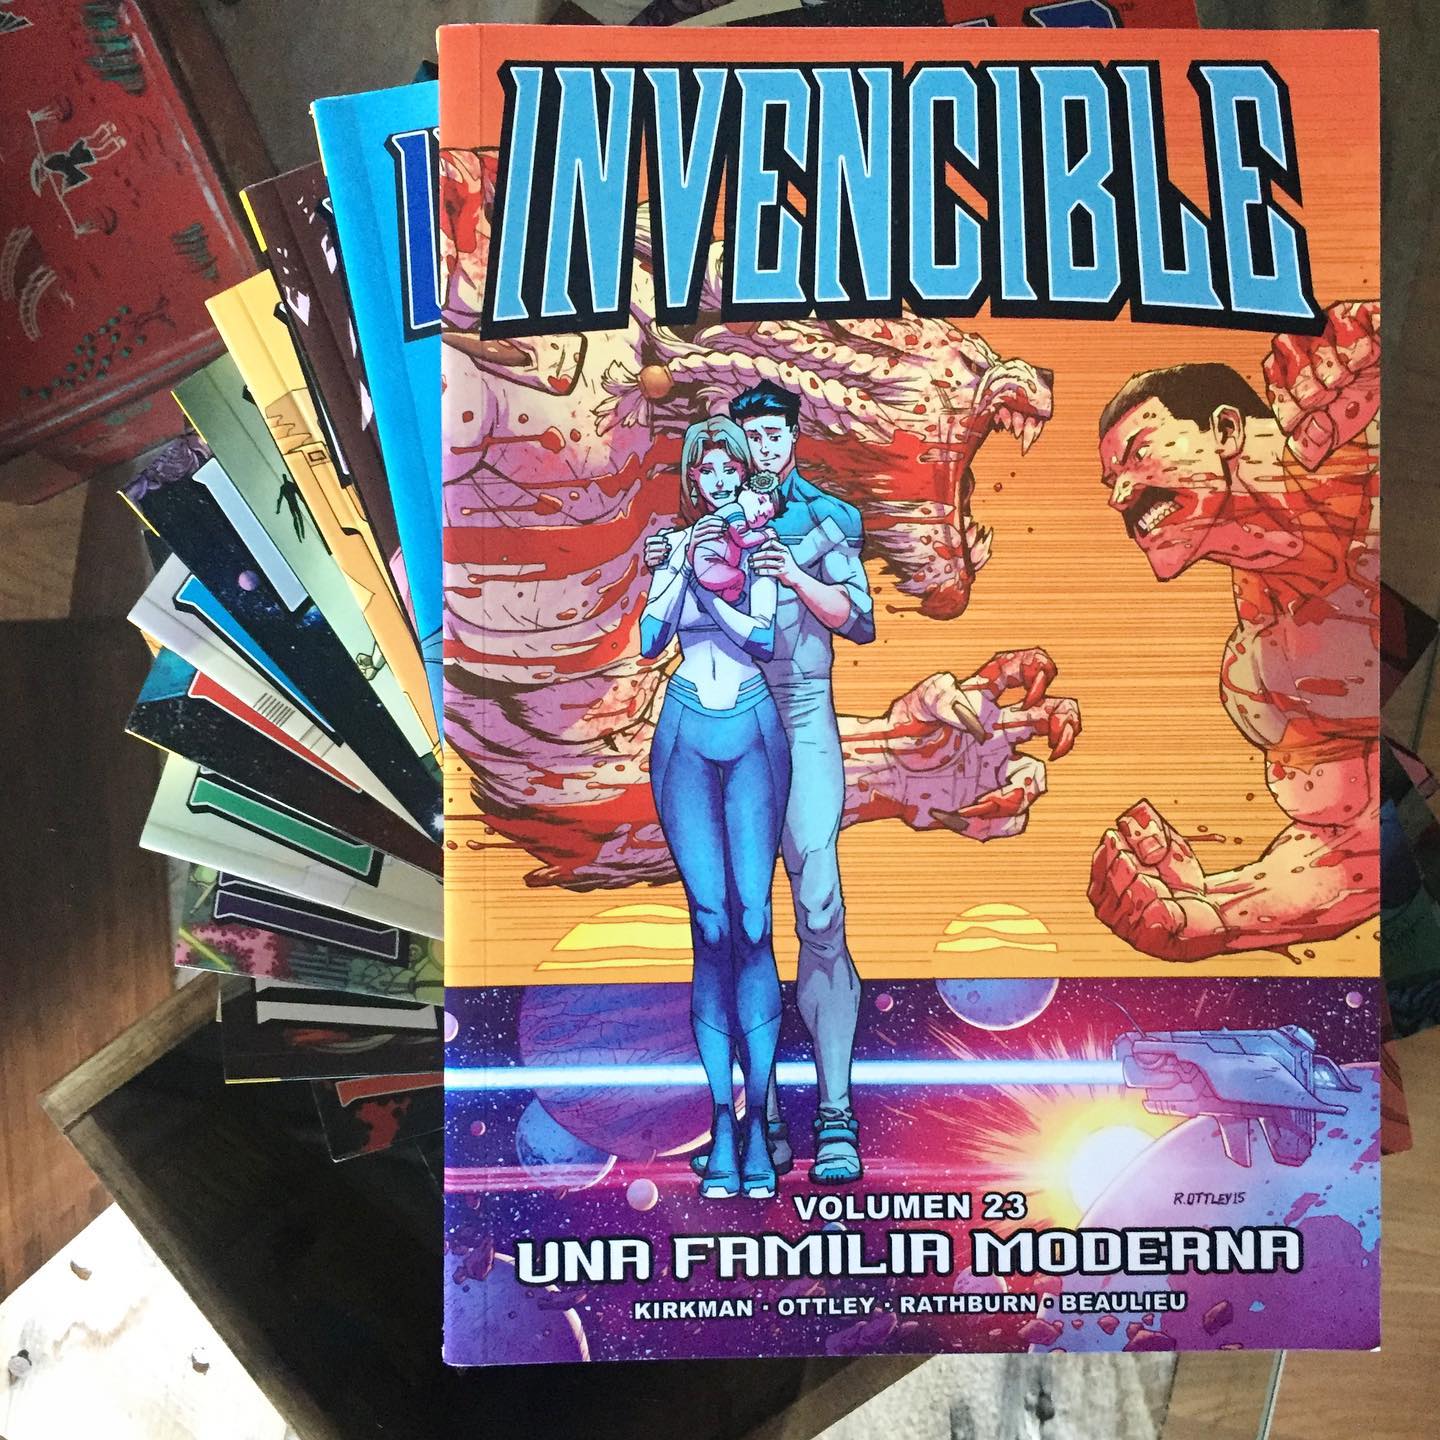 INVENCIBLE
R.OTTLEY15
VOLUMEN 23
UNA FAMILIA MODERNA
KIRKMAN · OTTLEY · RATHBURN · BEAULIEU